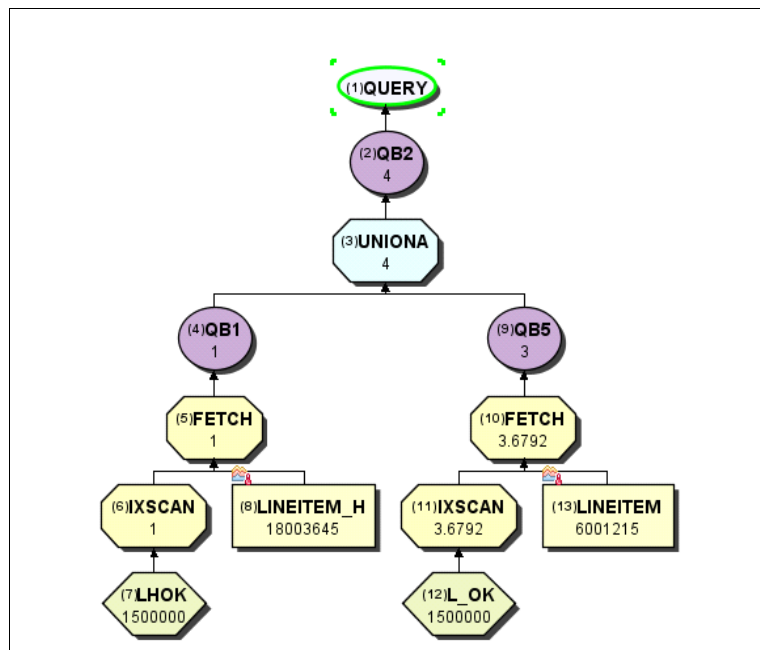 (1)QUERY
(2)QB2
4
(3)UNIONA
4
(4)QB1
1
(9)QB5
3
(5)FETCH
1
(10)FETCH
3.6792
(6)IXSCAN
1
(8)LINEITEM_H
18003645
(11)IXSCAN
3.6792
(13)LINEITEM
6001215
(7)LHOK
1500000
(12)L_OK
1500000